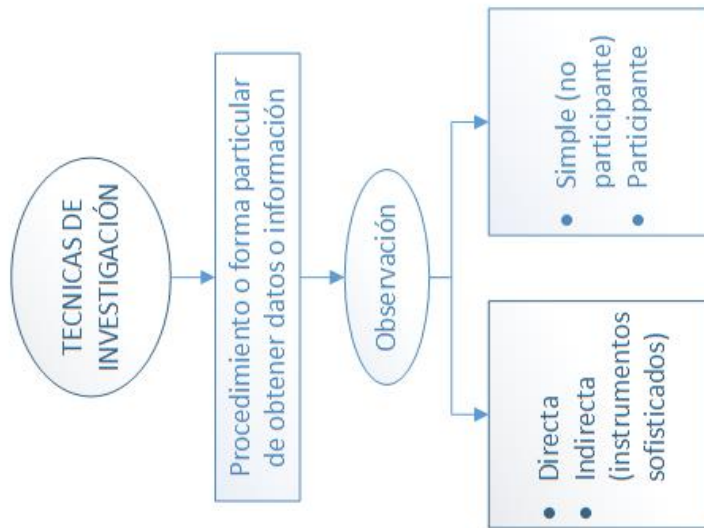 TECNICAS DE
INVESTIGACIÓN
Procedimiento o forma particular
de obtener datos o información
Observación
• Directa
• Indirecta
(instrumentos
sofisticados)
• Simple (no
participante)
• Participante